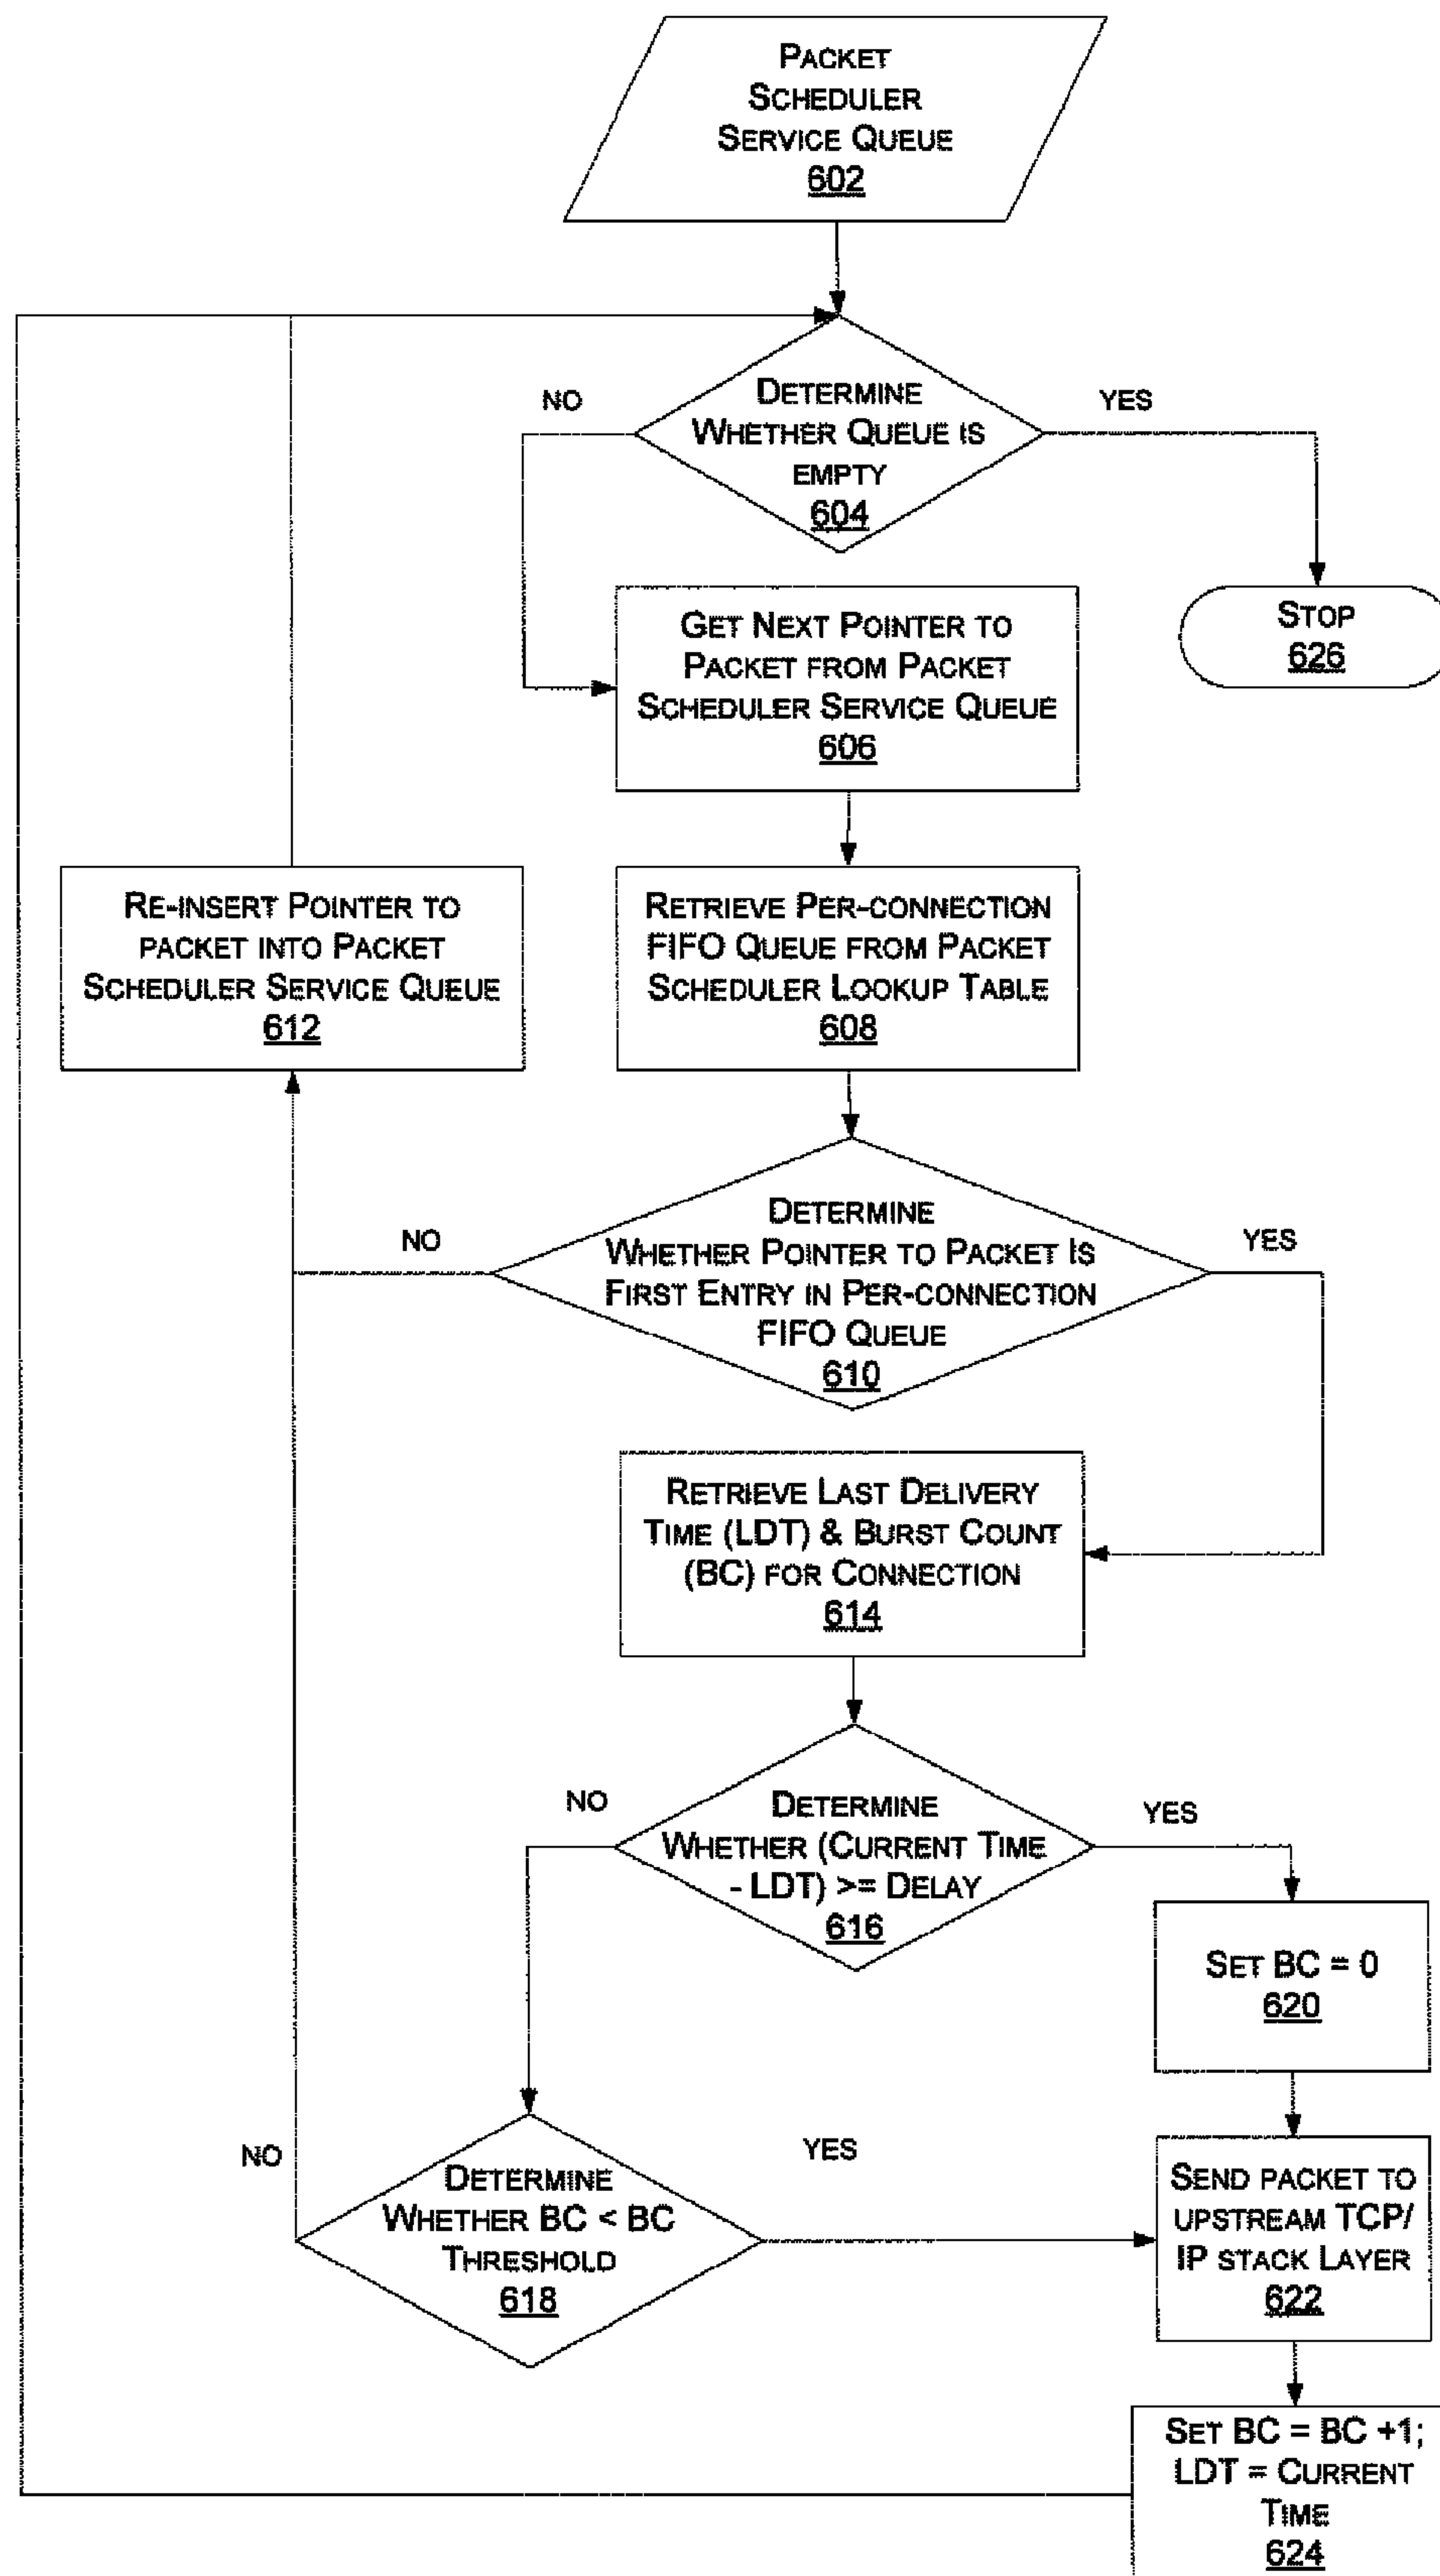 PACKET
SCHEDULER
SERVICE QUEUE
602
NO
DETERMINE
WHETHER QUEUE IS
EMPTY
604
YES
GET NEXT POINTER TO
PACKET FROM PACKET
SCHEDULER SERVICE QUEUE
606
STOP
626
RE-INSERT POINTER TO
PACKET INTO PACKET
SCHEDULER SERVICE QUEUE
612
RETRIEVE PER-CONNECTION
FIFO QUEUE FROM PACKET
SCHEDULER LOOKUP TABLE
608
NO
DETERMINE
WHETHER POINTER TO PACKET IS
FIRST ENTRY IN PER-CONNECTION
FIFO QUEUE
610
YES
RETRIEVE LAST DELIVERY
TIME (LDT) & BURST COUNT
(BC) FOR CONNECTION
614
NO
DETERMINE
WHETHER (CURRENT TIME
- LDT) >= DELAY
616
YES
SET BC = 0
620
NO
DETERMINE
WHETHER BC < BC
THRESHOLD
618
YES
SEND PACKET TO
UPSTREAM TCP/
IP STACK LAYER
622
SET BC = BC +1;
LDT = CURRENT
TIME
624